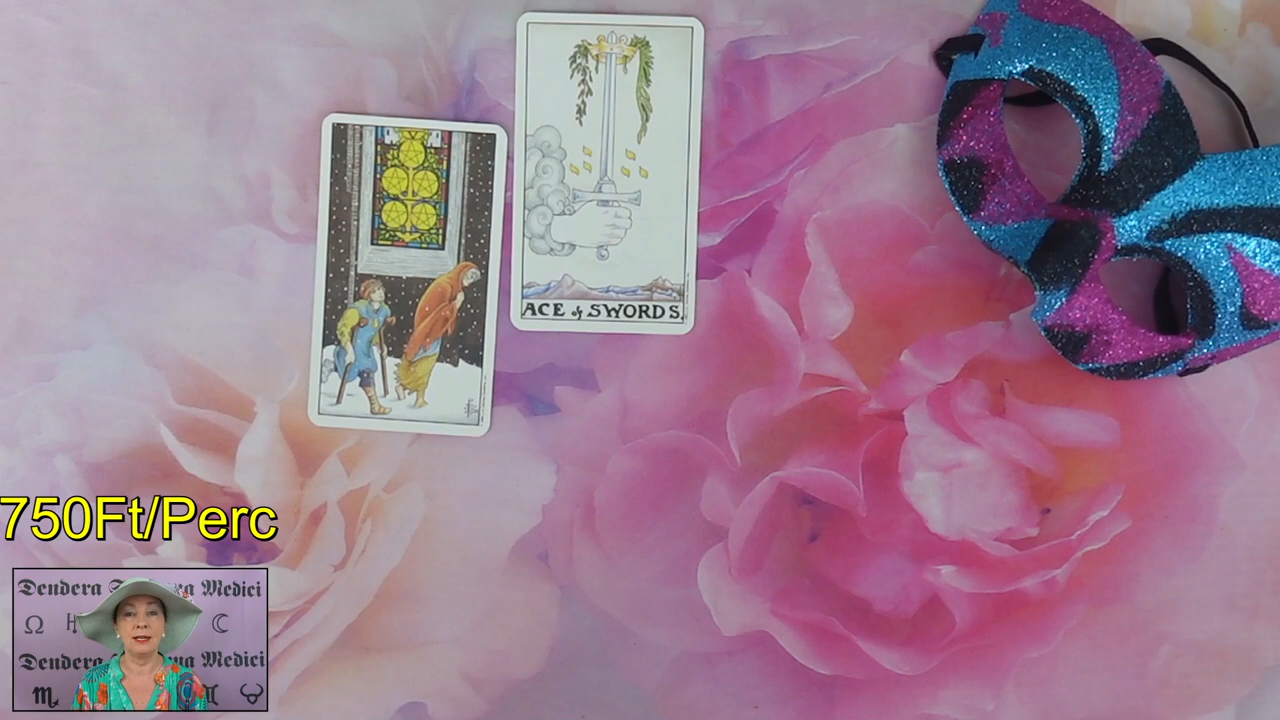 ACE of SWORDS.
750Ft/Perc
Dendera
Medici
Dendera
Medici